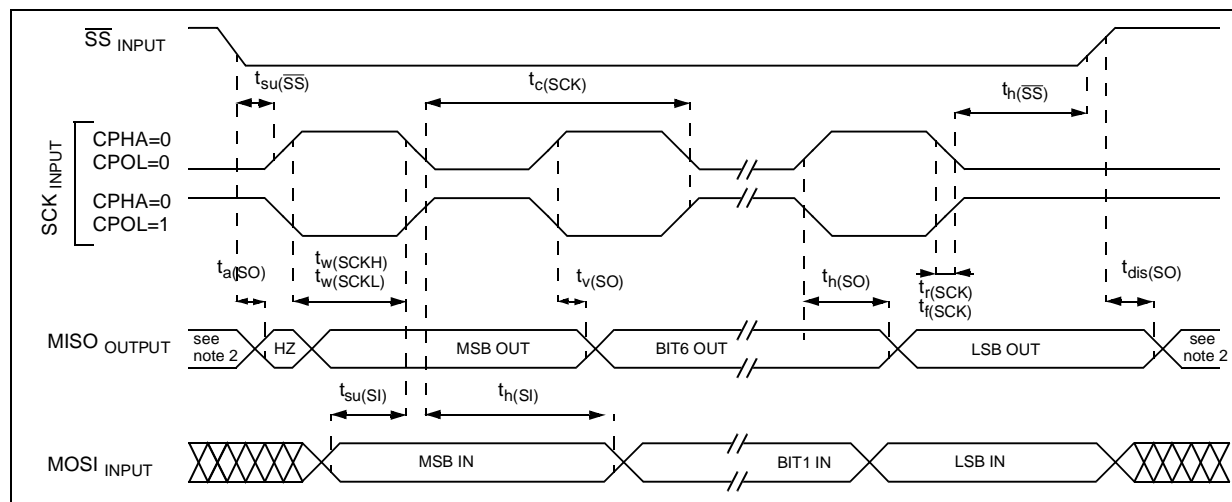 SS INPUT
tsu(SS)
tc(SCK)
th(SS)
SCK INPUT
CPHA=0
CPOL=0
CPHA=0
CPOL=1
ta(SO)
tw(SCKH)
tw(SCKL)
tv(SO)
th(SO)
tr(SCK)
tf(SCK)
tdis(SO)
MISO OUTPUT
see note 2
HZ
MSB OUT
BIT6 OUT
LSB OUT
see note 2
tsu(SI)
th(SI)
MOSI INPUT
MSB IN
BIT1 IN
LSB IN